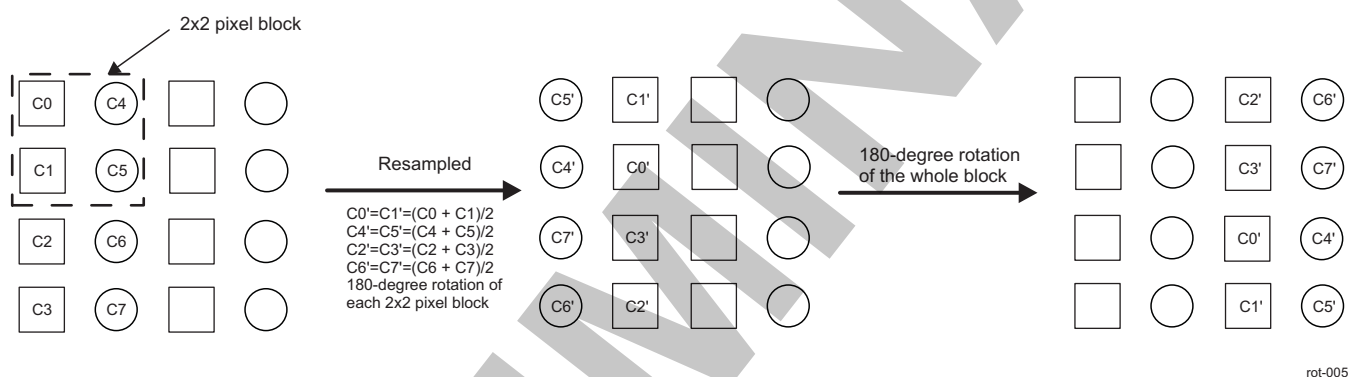 2x2 pixel block
C0 C4 C5' C1' C2' C6'
C1 C5 C4' C0' C3' C7'
C2 C6 C7' C3' C0' C4'
C3 C7 C6' C2' C1' C5'
Resampled
C0'=C1'=(C0 + C1)/2
C4'=C5'=(C4 + C5)/2
C2'=C3'=(C2 + C3)/2
C6'=C7'=(C6 + C7)/2
180-degree rotation of
each 2x2 pixel block
180-degree rotation
of the whole block
rot-005